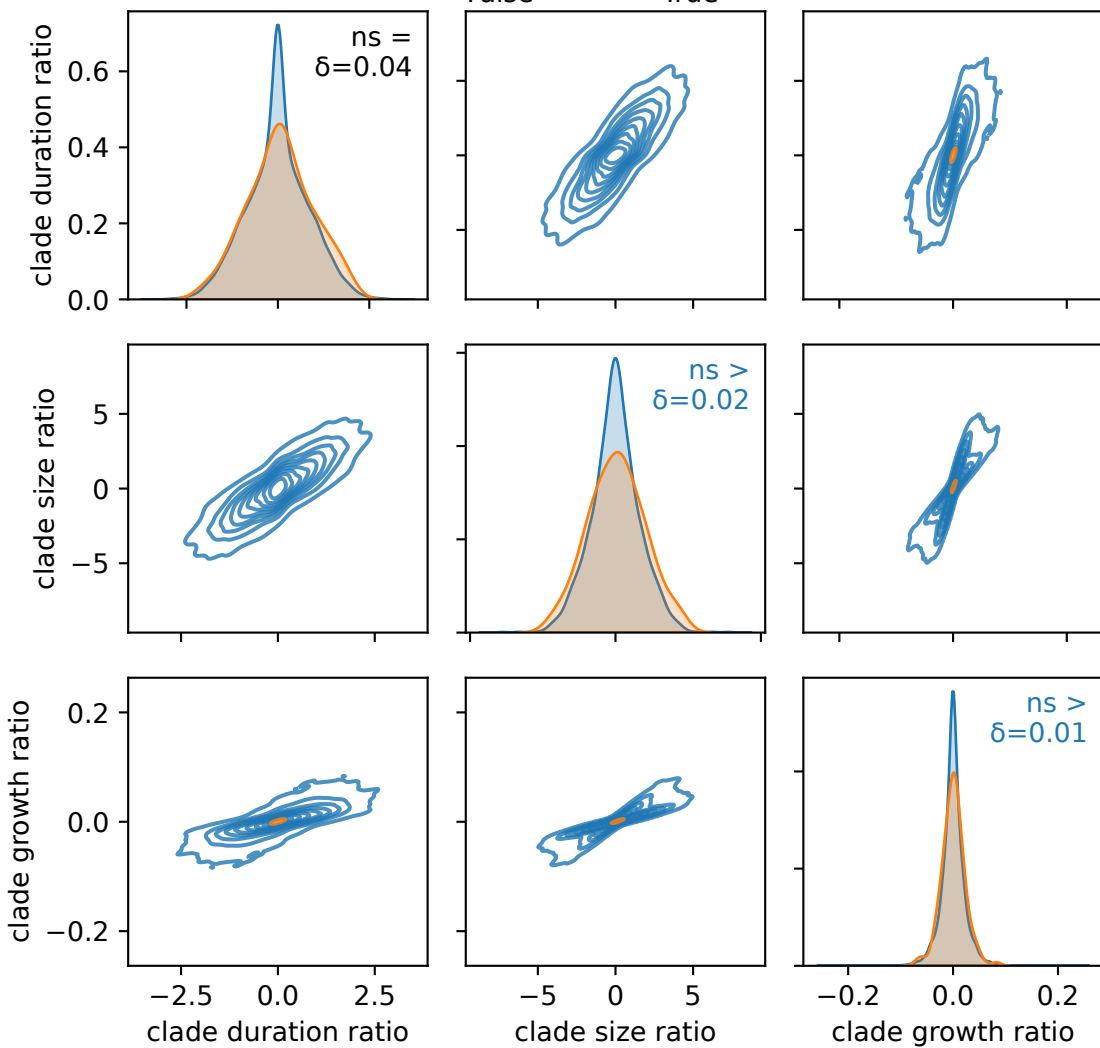 clade duration ratio
0.6
0.4
0.2
0.0
ns =
δ=0.04
clade size ratio
5
0
−5
ns >
δ=0.02
clade growth ratio
0.2
0.0
−0.2
ns >
δ=0.01
−2.5 0.0 2.5
−5 0 5
−0.2 0.0 0.2
clade duration ratio
clade size ratio
clade growth ratio